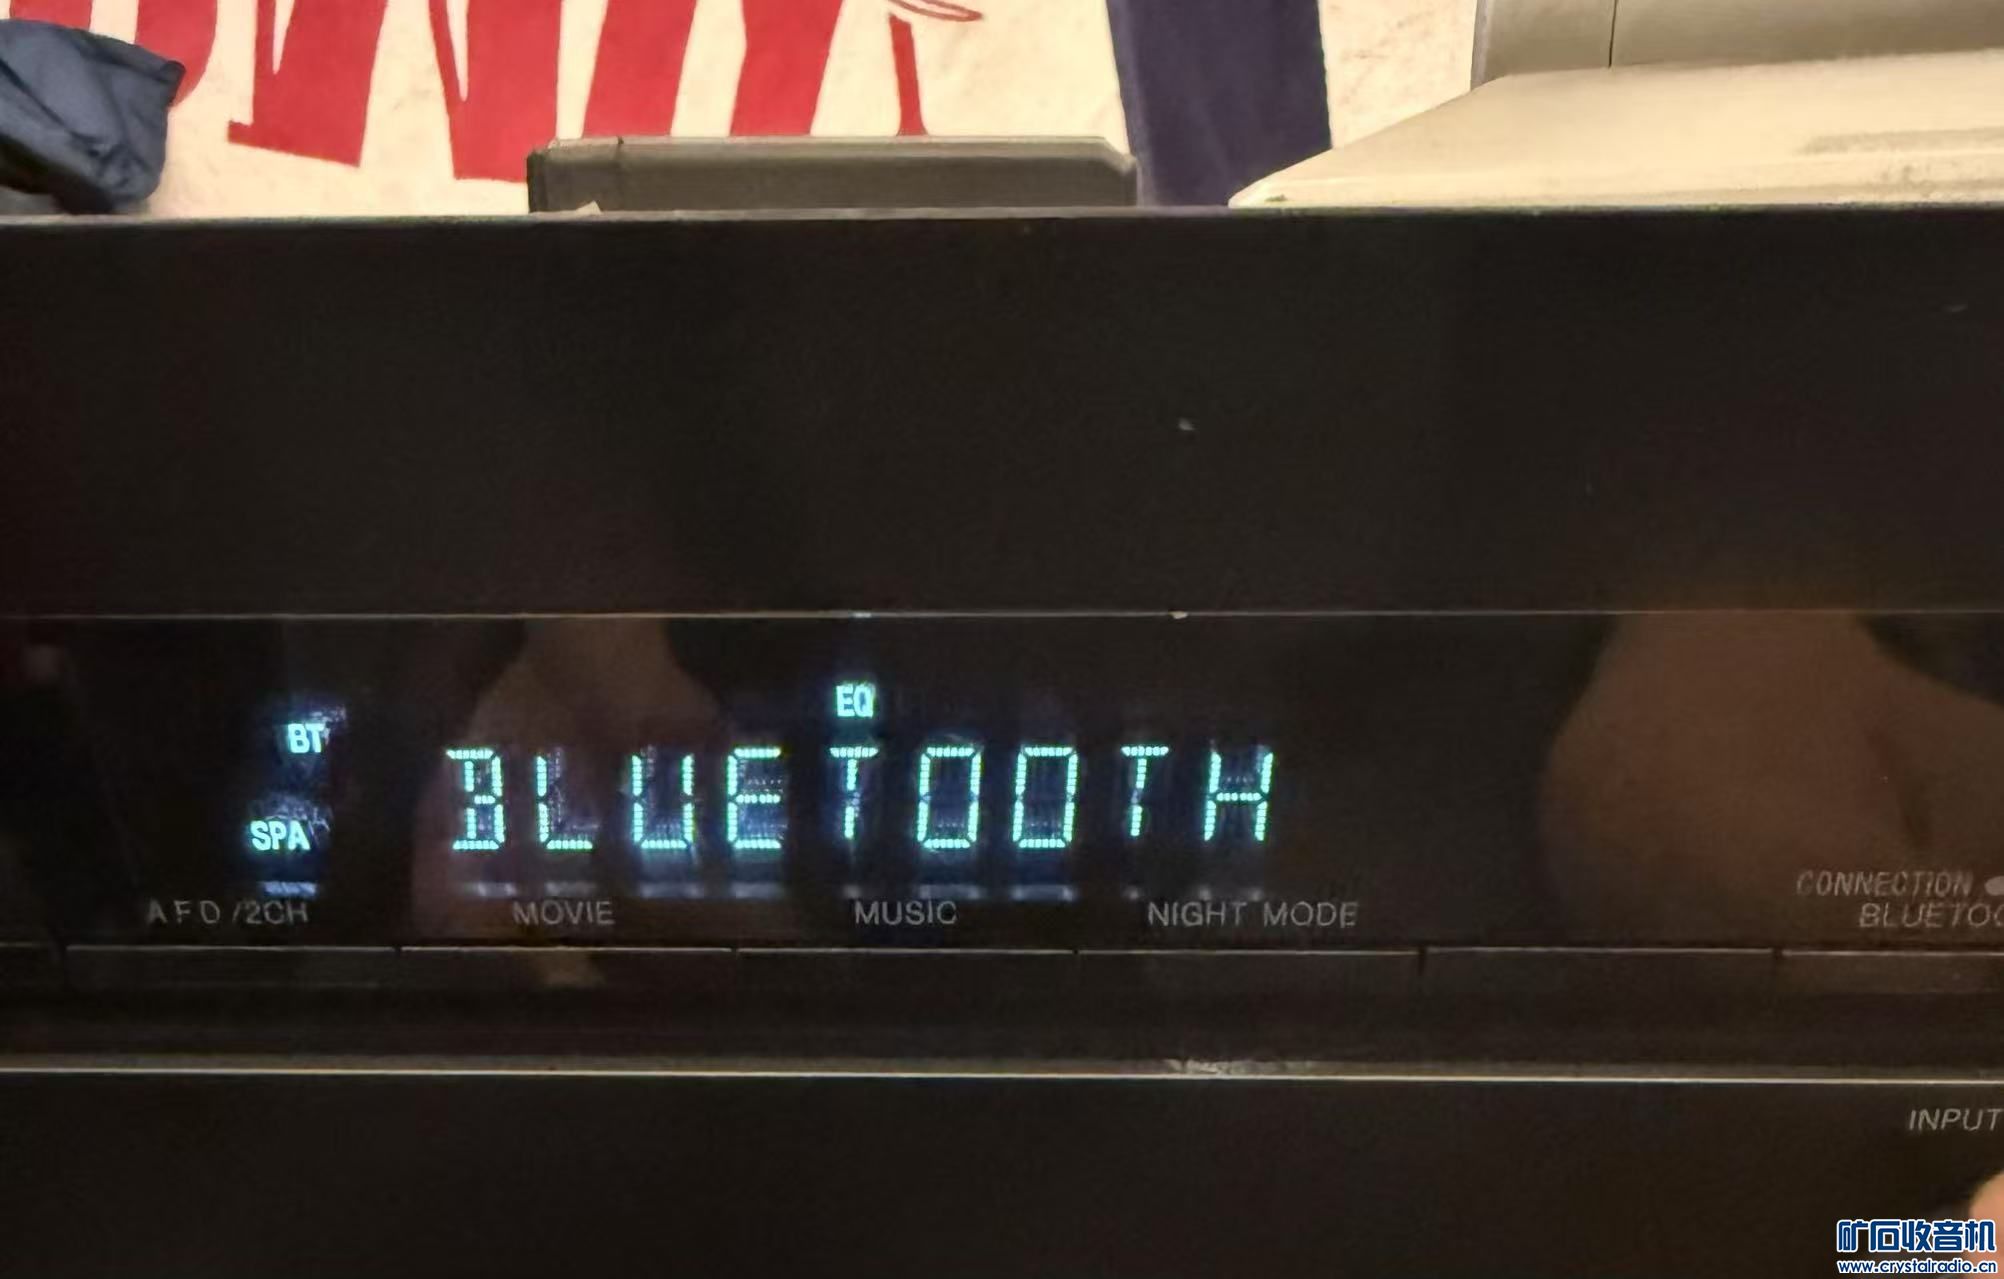 EQ
BT
BLUETOOTH
SPA
A.F.D./2CH
MOVIE
MUSIC
NIGHT MODE
CONNECTION
BLUETOO
INPUT
矿石收音机
www.crystalradio.cn